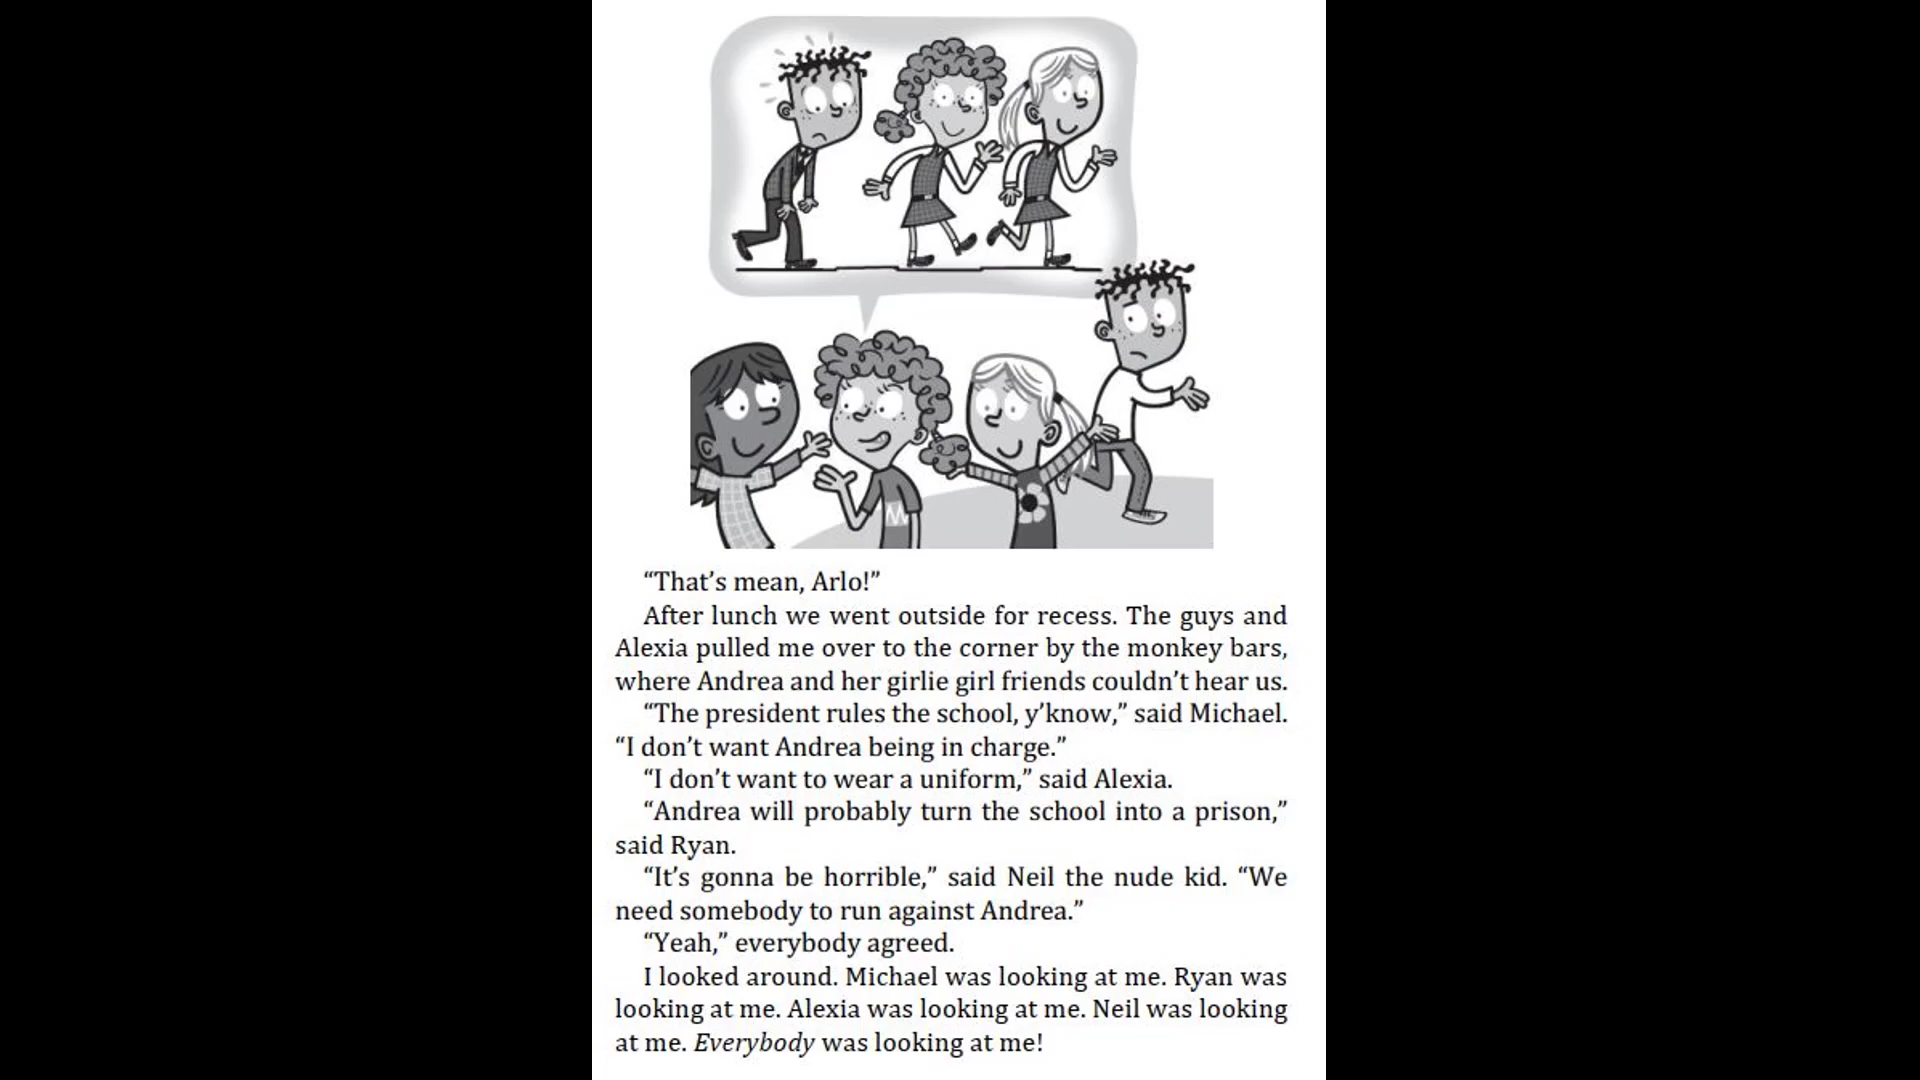 “That’s mean, Arlo!”
After lunch we went outside for recess. The guys and
Alexia pulled me over to the corner by the monkey bars,
where Andrea and her girlie girl friends couldn’t hear us.
“The president rules the school, y’know,” said Michael.
“I don’t want Andrea being in charge.”
“I don’t want to wear a uniform,” said Alexia.
“Andrea will probably turn the school into a prison,”
said Ryan.
“It’s gonna be horrible,” said Neil the nude kid. “We
need somebody to run against Andrea.”
“Yeah,” everybody agreed.
I looked around. Michael was looking at me. Ryan was
looking at me. Alexia was looking at me. Neil was looking
at me. Everybody was looking at me!